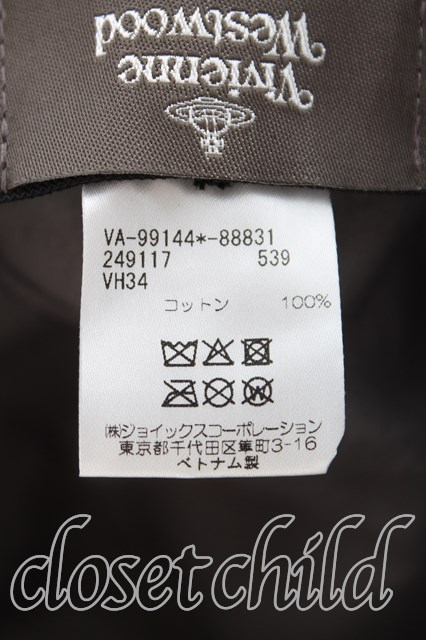 Vivienne
Westwood
VA-99144*-88831
249117 539
VH34
コットン 100%
㈱ジョイックスコーポレーション
東京都千代田区隼町3-16
ベトナム製
closet child